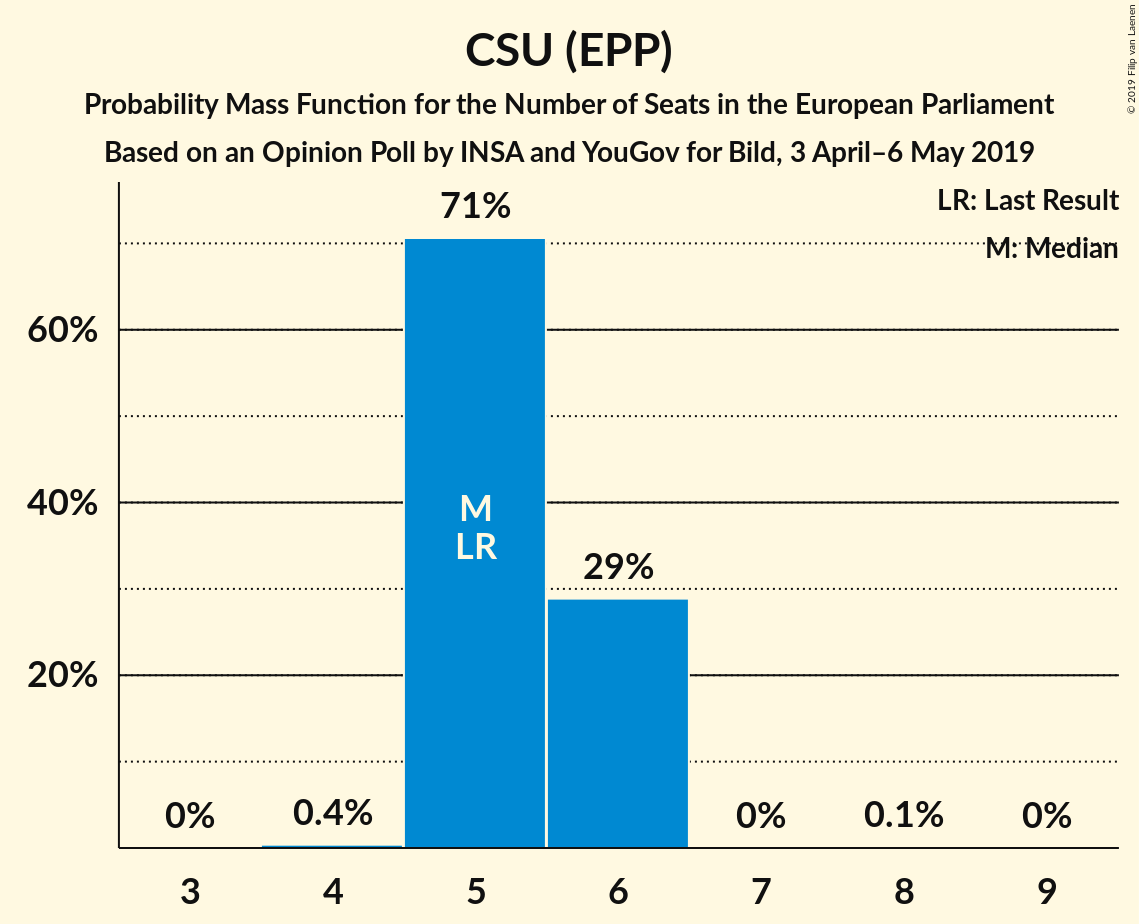 CSU (EPP)
Probability Mass Function for the Number of Seats in the European Parliament
Based on an Opinion Poll by INSA and YouGov for Bild, 3 April–6 May 2019
© 2019 Filip van Laenen
LR: Last Result
M: Median
71%
60%
40%
20%
M
LR
29%
0%
0.4%
0%
0.1%
0%
3
4
5
6
7
8
9